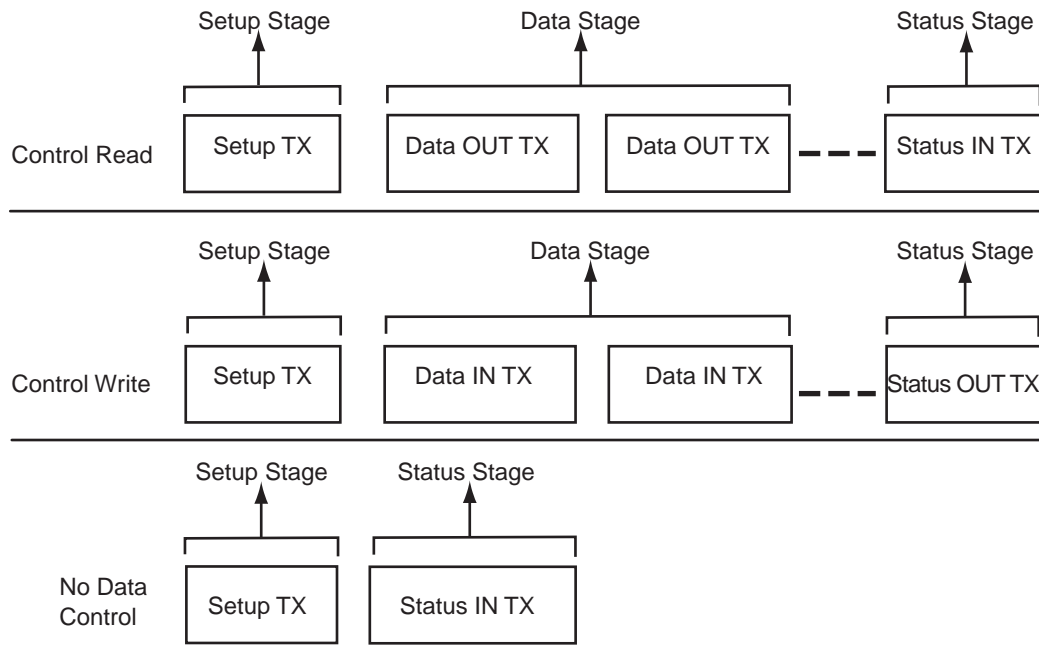 Setup Stage Data Stage Status Stage
Control Read Setup TX Data OUT TX Data OUT TX Status IN TX
Setup Stage Data Stage Status Stage
Control Write Setup TX Data IN TX Data IN TX Status OUT TX
Setup Stage Status Stage
No Data
Control Setup TX Status IN TX